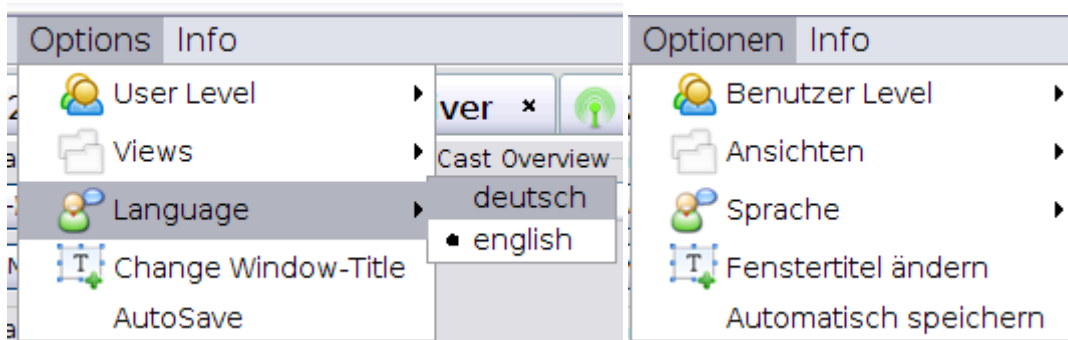 Options Info
User Level
Views
Language
Change Window-Title
AutoSave
ver
Cast Overview
deutsch
english
Optionen Info
Benutzer Level
Ansichten
Sprache
Fenstertitel ändern
Automatisch speichern